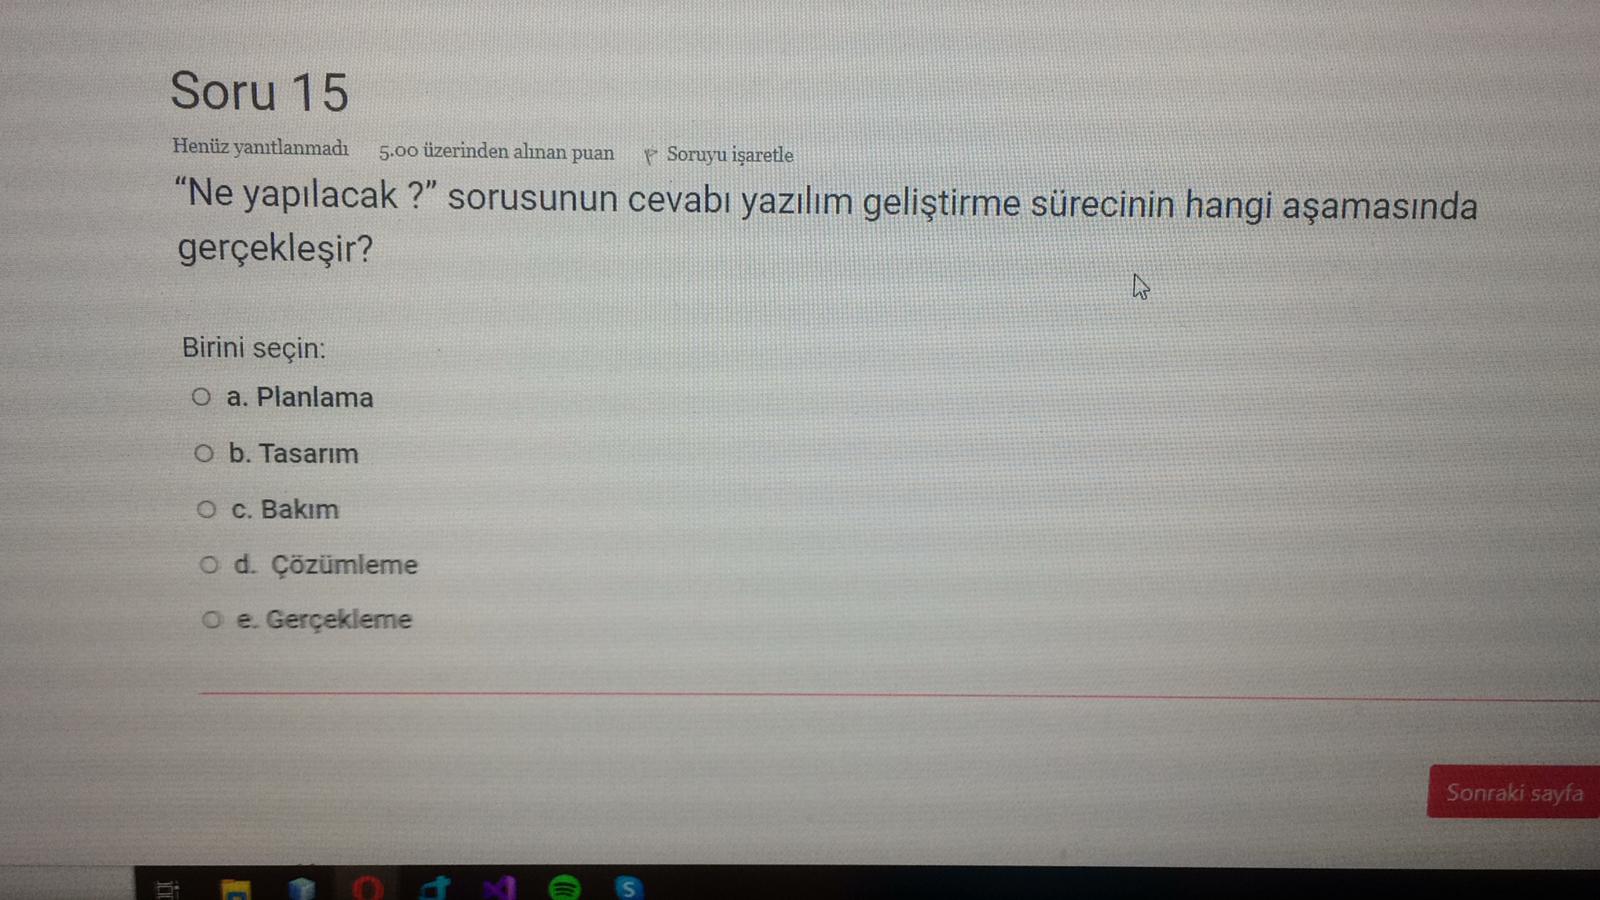 Soru 15
Henüz yanıtlanmadı 5.00 üzerinden alınan puan Soruyu işaretle
“Ne yapılacak ?” sorusunun cevabı yazılım geliştirme sürecinin hangi aşamasında
gerçekleşir?
Birini seçin:
a. Planlama
b. Tasarım
c. Bakım
d. Çözümleme
e. Gerçekleme
Sonraki sayfa